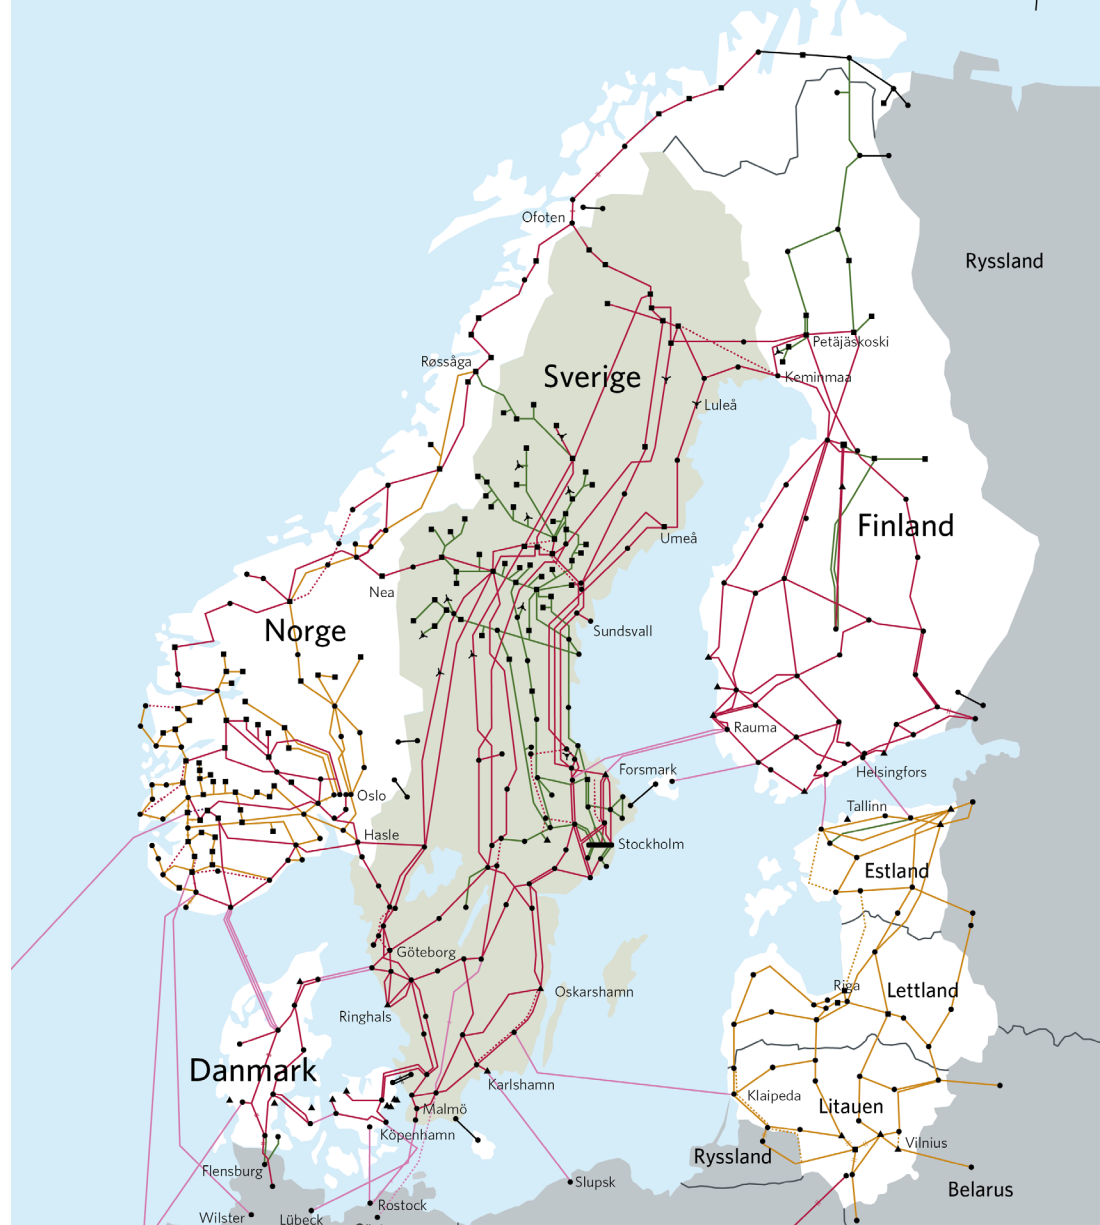 Ofoten
Ryssland
Petäjäskoski
Røssåga
Sverige
Keminmaa
Luleå
Finland
Umeå
Nea
Norge
Sundsvall
Rauma
Forsmark
Helsingfors
Oslo
Tallinn
Hasle
Stockholm
Estland
Göteborg
Riga
Lettland
Oskarshamn
Ringhals
Danmark
Karlshamn
Klaipeda
Litauen
Malmö
Köpenhamn
Vilnius
Ryssland
Flensburg
Slupsk
Belarus
Rostock
Wilster
Lübeck